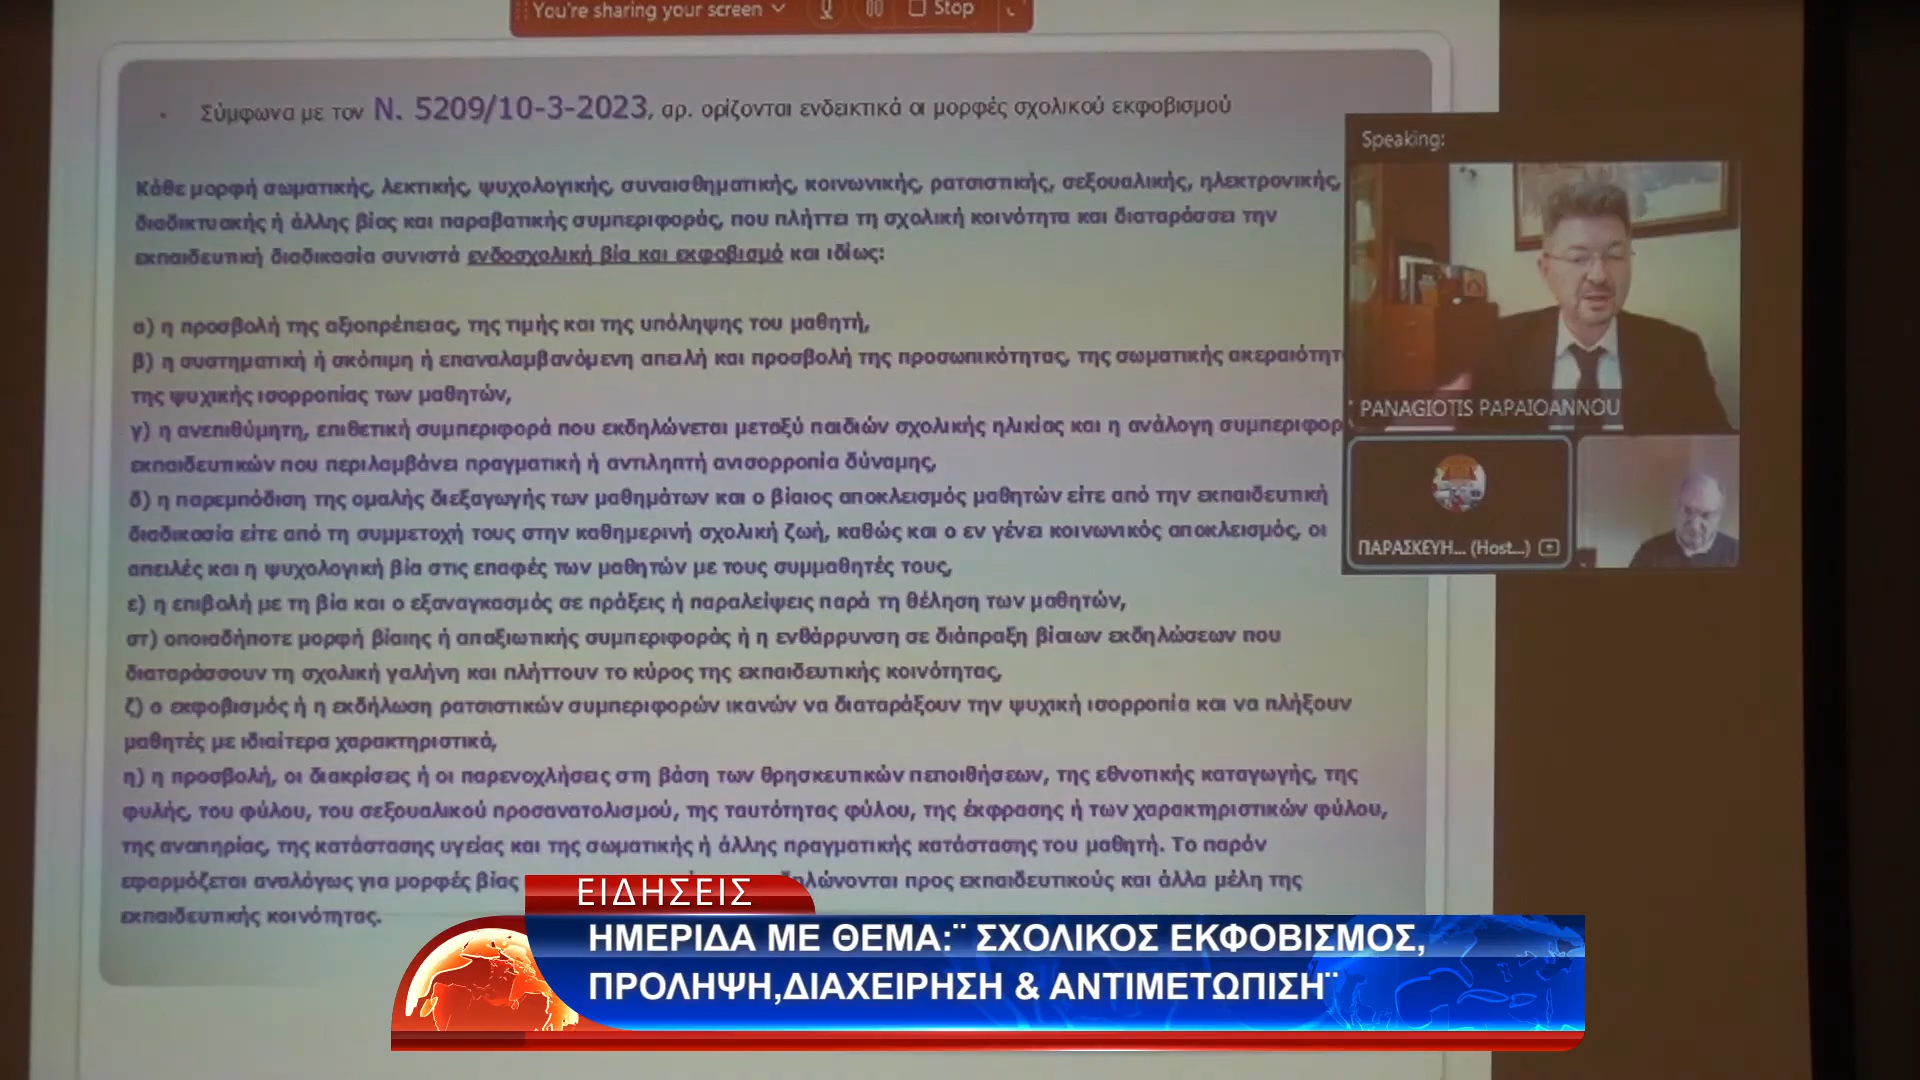 You're sharing your screen
Stop
Σύμφωνα με τον Ν. 5209/10-3-2023, αρ. ορίζονται ενδεικτικά οι μορφές σχολικού εκφοβισμού
Κάθε μορφή σωματικής, λεκτικής, ψυχολογικής, συναισθηματικής, κοινωνικής, ρατσιστικής, σεξουαλικής, ηλεκτρονικής,
διαδικτυακής ή άλλης βίας και παραβατικής συμπεριφοράς, που πλήττει τη σχολική κοινότητα και διαταράσσει την
εκπαιδευτική διαδικασία συνιστά ενδοσχολική βία και εκφοβισμό και ιδίως:
α) η προσβολή της αξιοπρέπειας, της τιμής και της υπόληψης του μαθητή,
β) η συστηματική ή σκόπιμη ή επαναλαμβανόμενη απειλή και προσβολή της προσωπικότητας, της σωματικής ακεραιότητ
της ψυχικής ισορροπίας των μαθητών,
γ) η ανεπιθύμητη, επιθετική συμπεριφορά που εκδηλώνεται μεταξύ παιδιών σχολικής ηλικίας και η ανάλογη συμπεριφορ
εκπαιδευτικών που περιλαμβάνει πραγματική ή αντιληπτή ανισορροπία δύναμης,
δ) η παρεμπόδιση της ομαλής διεξαγωγής των μαθημάτων και ο βίαιος αποκλεισμός μαθητών είτε από την εκπαιδευτική
διαδικασία είτε από τη συμμετοχή τους στην καθημερινή σχολική ζωή, καθώς και ο εν γένει κοινωνικός αποκλεισμός, οι
απειλές και η ψυχολογική βία στις επαφές των μαθητών με τους συμμαθητές τους,
ε) η επιβολή με τη βία και ο εξαναγκασμός σε πράξεις ή παραλείψεις παρά τη θέληση των μαθητών,
στ) οποιαδήποτε μορφή βίαιης ή απαξιωτικής συμπεριφοράς ή η ενθάρρυνση σε διάπραξη βίαιων εκδηλώσεων που
διαταράσσουν τη σχολική γαλήνη και πλήττουν το κύρος της εκπαιδευτικής κοινότητας,
ζ) ο εκφοβισμός ή η εκδήλωση ρατσιστικών συμπεριφορών ικανών να διαταράξουν την ψυχική ισορροπία και να πλήξουν
μαθητές με ιδιαίτερα χαρακτηριστικά,
η) η προσβολή, οι διακρίσεις ή οι παρενοχλήσεις στη βάση των θρησκευτικών πεποιθήσεων, της εθνοτικής καταγωγής, της
φυλής, του φύλου, του σεξουαλικού προσανατολισμού, της ταυτότητας φύλου, της έκφρασης ή των χαρακτηριστικών φύλου,
της αναπηρίας, της κατάστασης υγείας και της σωματικής ή άλλης πραγματικής κατάστασης του μαθητή. Το παρόν
εφαρμόζεται αναλόγως για μορφές βίας δηλώνονται προς εκπαιδευτικούς και άλλα μέλη της
εκπαιδευτικής κοινότητας.
Speaking:
PANAGIOTIS PAPAIOANNOU
ΠΑΡΑΣΚΕΥΗ... (Host...)
ΕΙΔΗΣΕΙΣ
ΗΜΕΡΙΔΑ ΜΕ ΘΕΜΑ:¨ ΣΧΟΛΙΚΟΣ ΕΚΦΟΒΙΣΜΟΣ,
ΠΡΟΛΗΨΗ,ΔΙΑΧΕΙΡΗΣΗ & ΑΝΤΙΜΕΤΩΠΙΣΗ¨